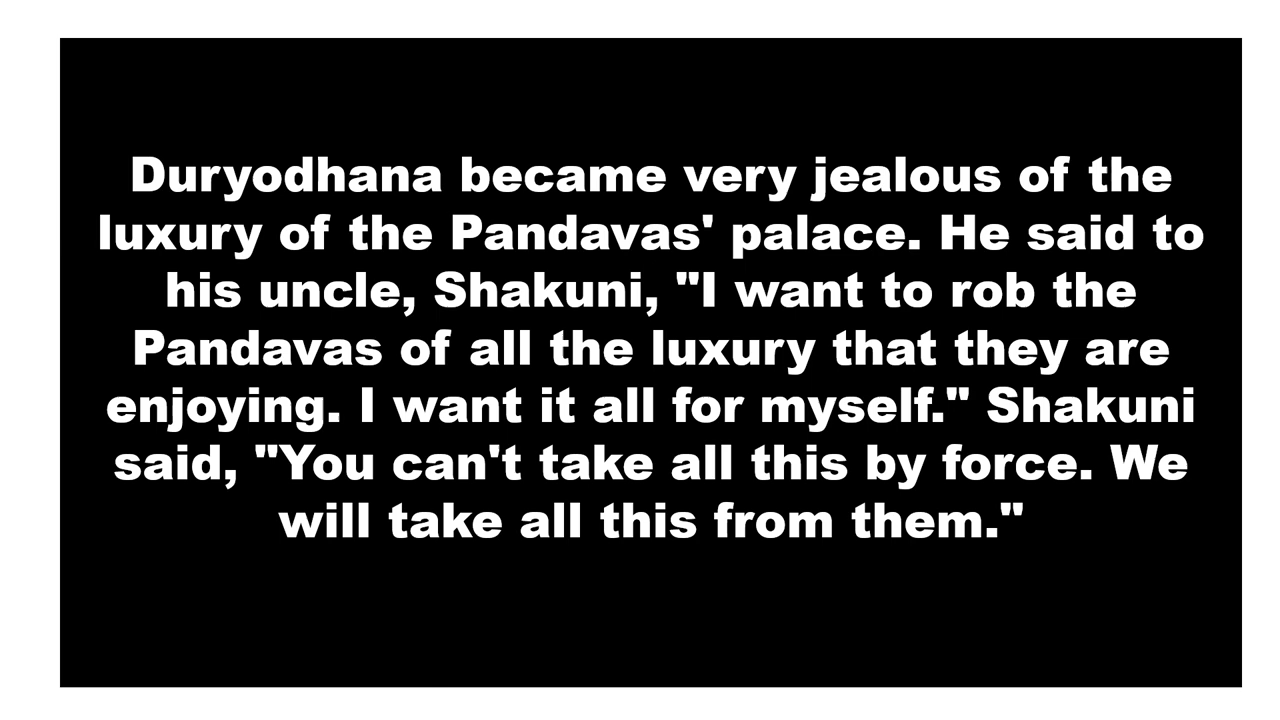 Duryodhana became very jealous of the
luxury of the Pandavas' palace. He said to
his uncle, Shakuni, "I want to rob the
Pandavas of all the luxury that they are
enjoying. I want it all for myself." Shakuni
said, "You can't take all this by force. We
will take all this from them."